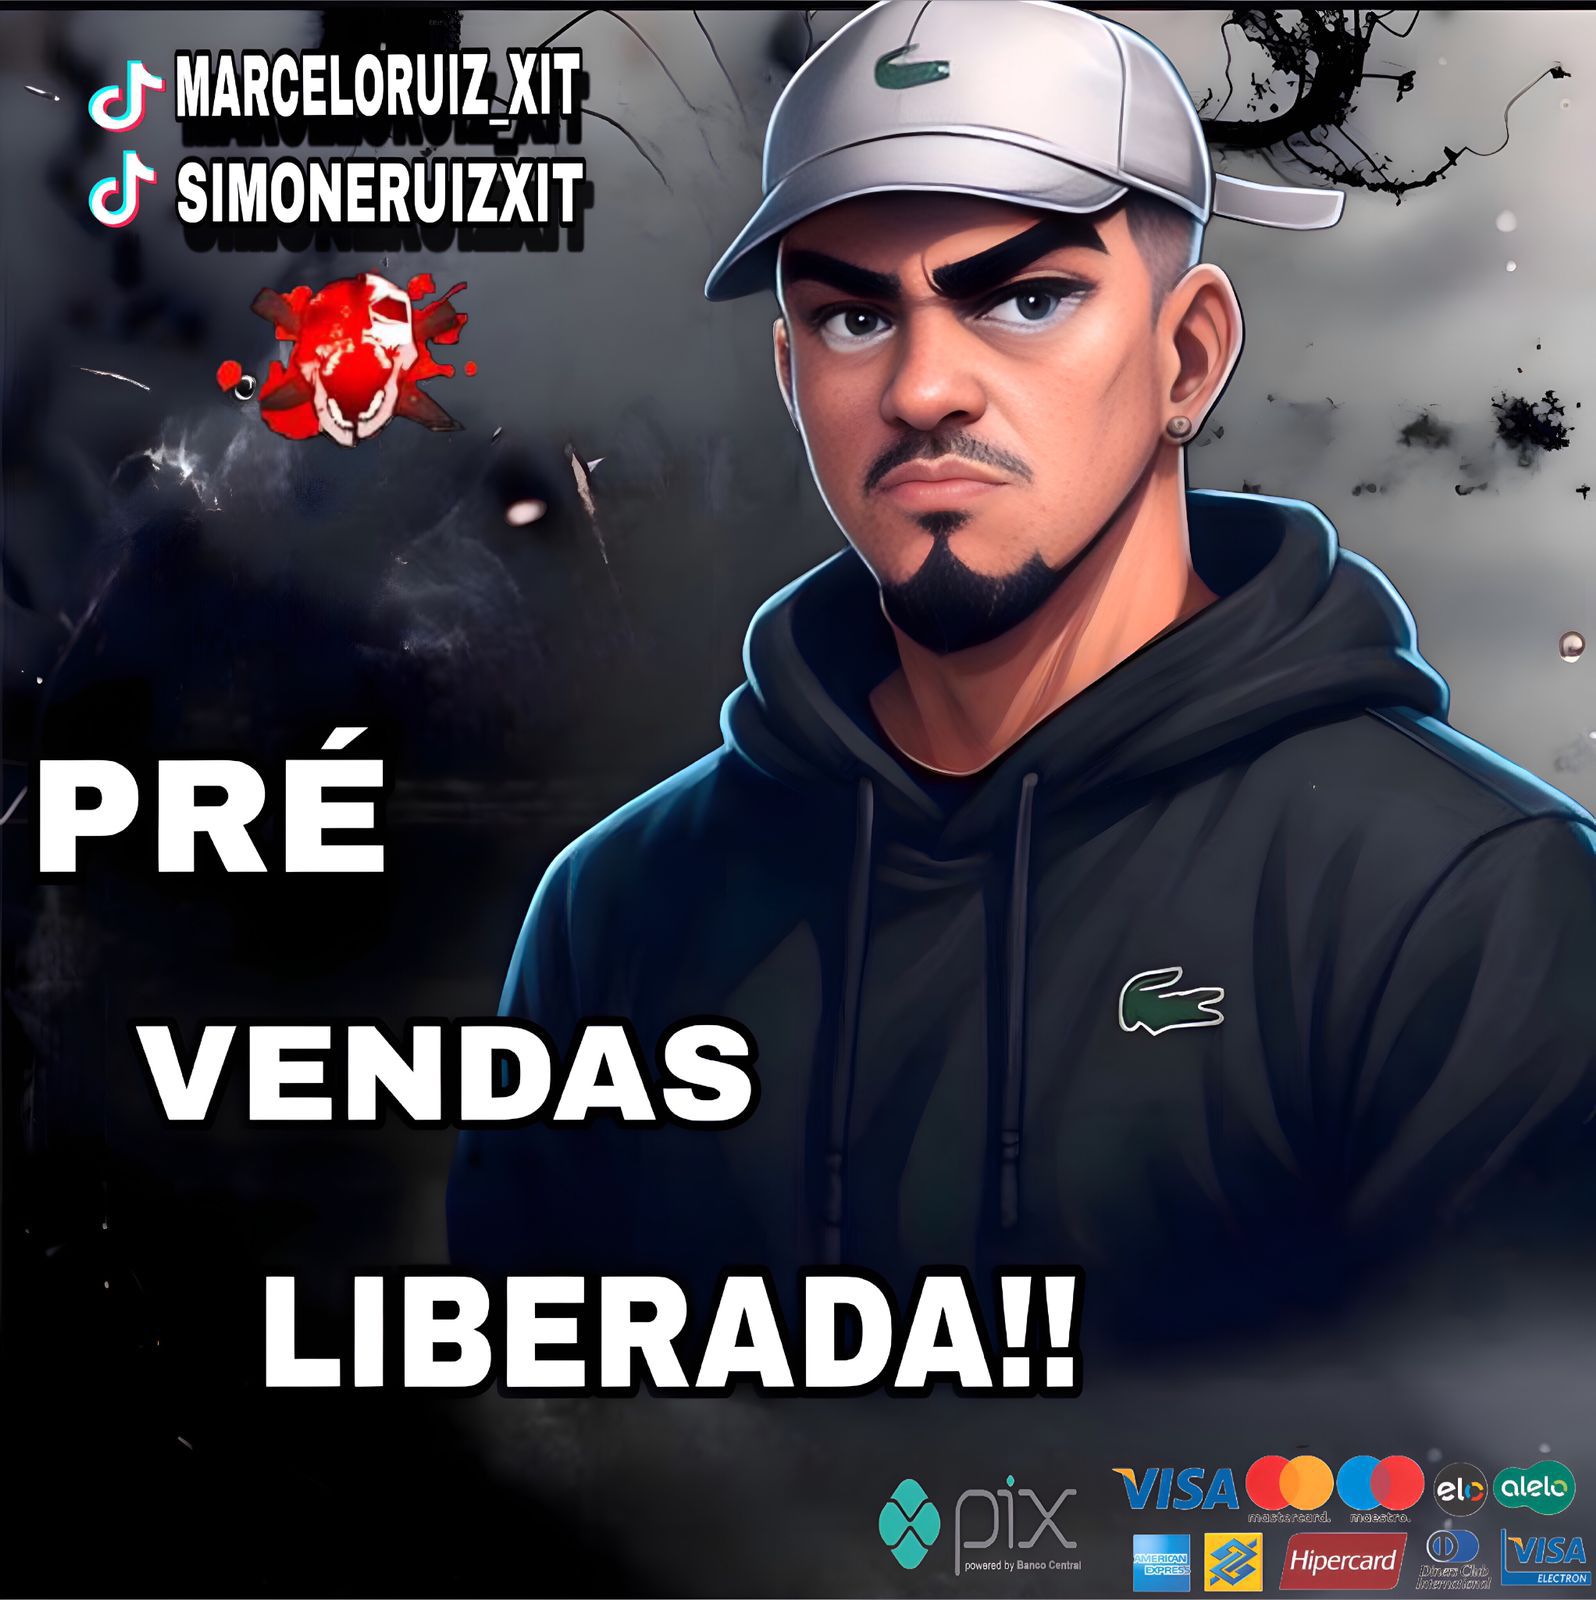 MARCELORUIZ_XIT
SIMONERUIZXIT
PRÉ
VENDAS
LIBERADA!!
pix
powered by Banco Central
VISA
mastercard.
maestro.
elo
alelo
AMERICAN
EXPRESS
Hipercard
Diners Club
International
VISA
ELECTRON